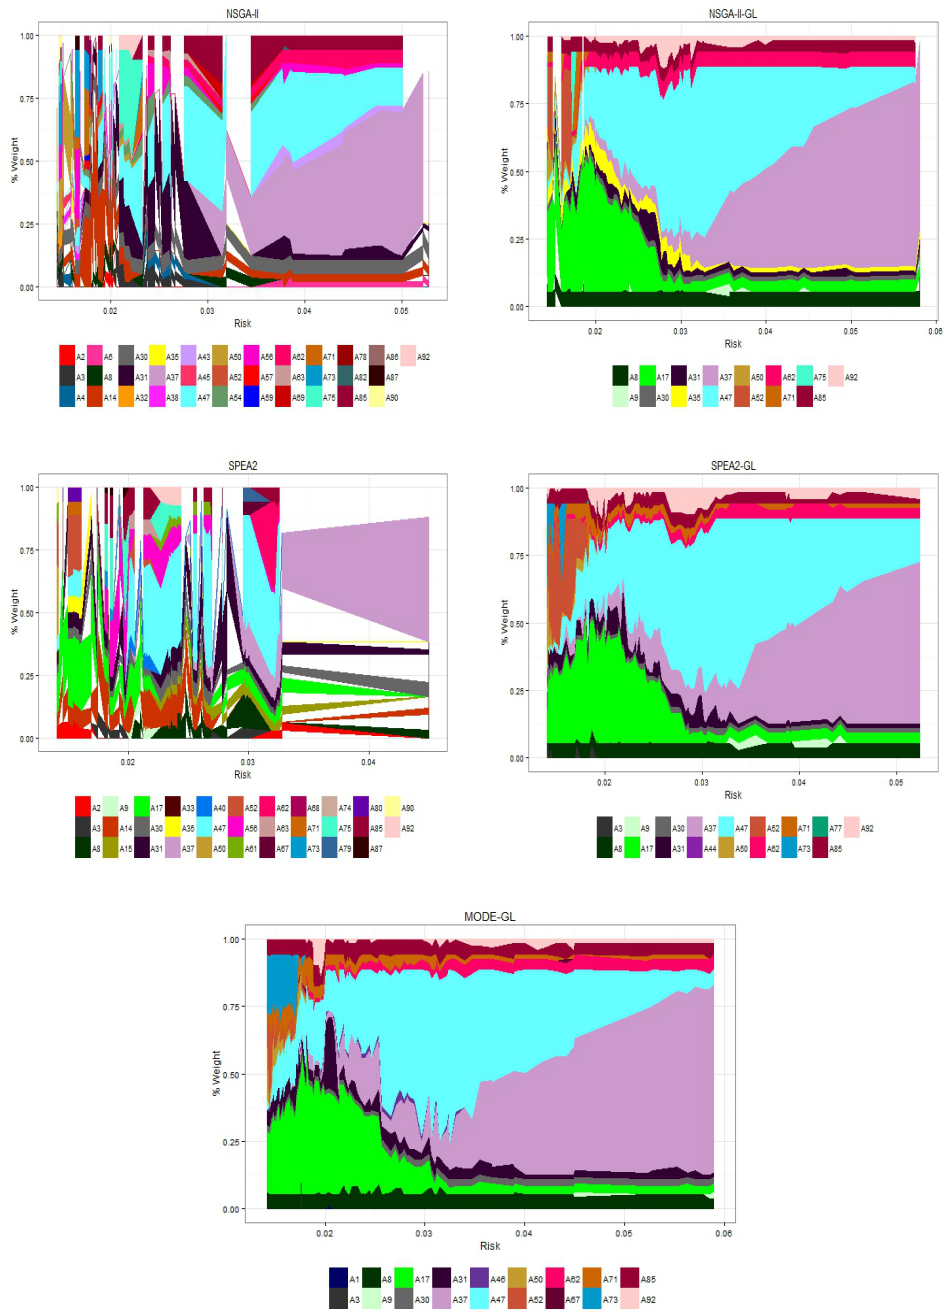 NSGA-II
1.00
0.75
0.50
0.25
0.00
% Weight
0.02 0.03 0.04 0.05
Risk
A2 A6 A30 A35 A43 A50 A56 A62 A71 A78 A86 A92
A3 A8 A31 A37 A45 A52 A57 A63 A73 A82 A87
A4 A14 A32 A38 A47 A54 A59 A69 A75 A85 A90
NSGA-II-GL
1.00
0.75
0.50
0.25
0.00
% Weight
0.02 0.03 0.04 0.05 0.06
Risk
A8 A17 A31 A37 A50 A62 A75 A92
A9 A30 A35 A47 A52 A71 A85
SPEA2
1.00
0.75
0.50
0.25
0.00
% Weight
0.02 0.03 0.04
Risk
A2 A9 A17 A33 A40 A52 A62 A68 A74 A80 A90
A3 A14 A30 A35 A47 A56 A63 A71 A75 A85 A92
A8 A15 A31 A37 A50 A61 A67 A73 A79 A87
SPEA2-GL
1.00
0.75
0.50
0.25
0.00
% Weight
0.02 0.03 0.04 0.05
Risk
A3 A9 A30 A37 A47 A52 A71 A77 A92
A8 A17 A31 A44 A50 A62 A73 A85
MODE-GL
1.00
0.75
0.50
0.25
0.00
% Weight
0.02 0.03 0.04 0.05 0.06
Risk
A1 A8 A17 A31 A46 A50 A62 A71 A85
A3 A9 A30 A37 A47 A52 A67 A73 A92